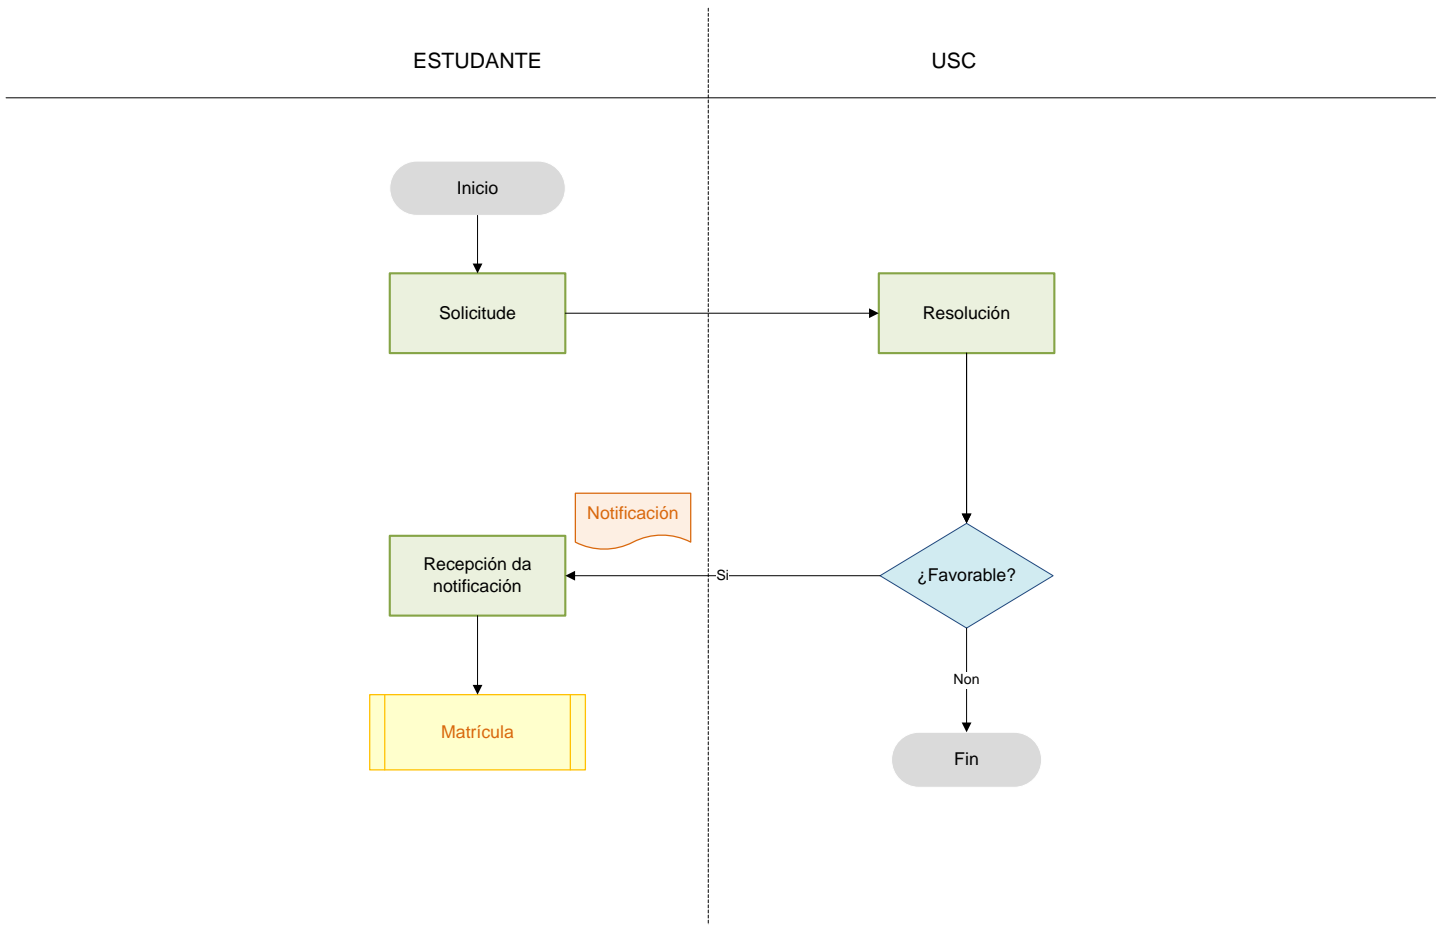 ESTUDANTE
USC
Inicio
Solicitude
Resolución
Notificación
Recepción da
notificación
Si
¿Favorable?
Non
Matrícula
Fin